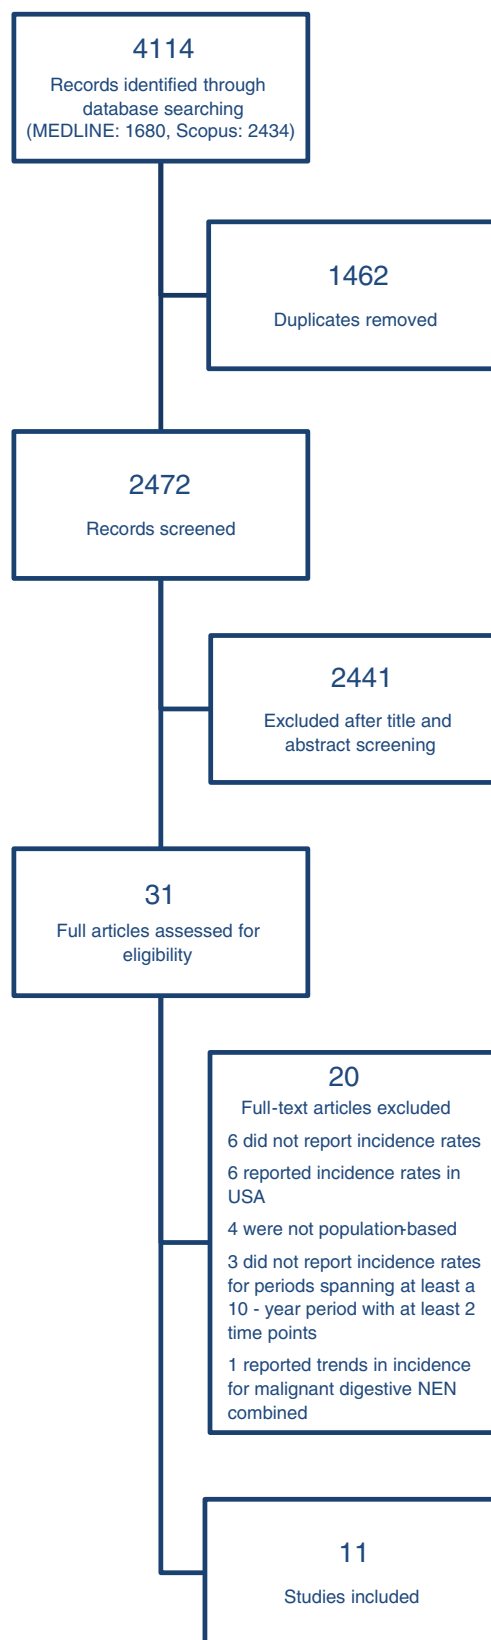 4114
Records identified through
database searching
(MEDLINE: 1680, Scopus: 2434)
1462
Duplicates removed
2472
Records screened
2441
Excluded after title and
abstract screening
31
Full articles assessed for
eligibility
20
Full-text articles excluded
6 did not report incidence rates
6 reported incidence rates in
USA
4 were not population-based
3 did not report incidence rates
for periods spanning at least a
10 - year period with at least 2
time points
1 reported trends in incidence
for malignant digestive NEN
combined
11
Studies included